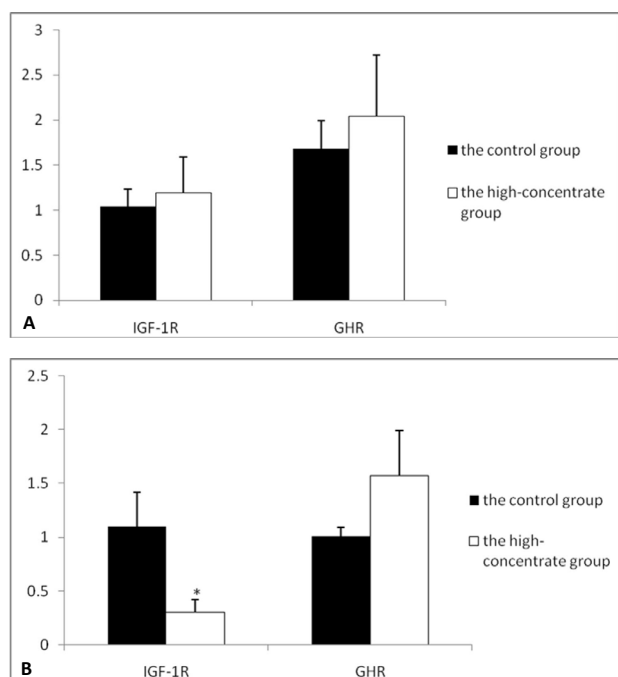 3
2.5
2
1.5
1
0.5
0
the control group
the high-concentrate
group
A
IGF-1R
GHR
2.5
2
1.5
1
0.5
0
*
the control group
the high-
concentrate group
B
IGF-1R
GHR